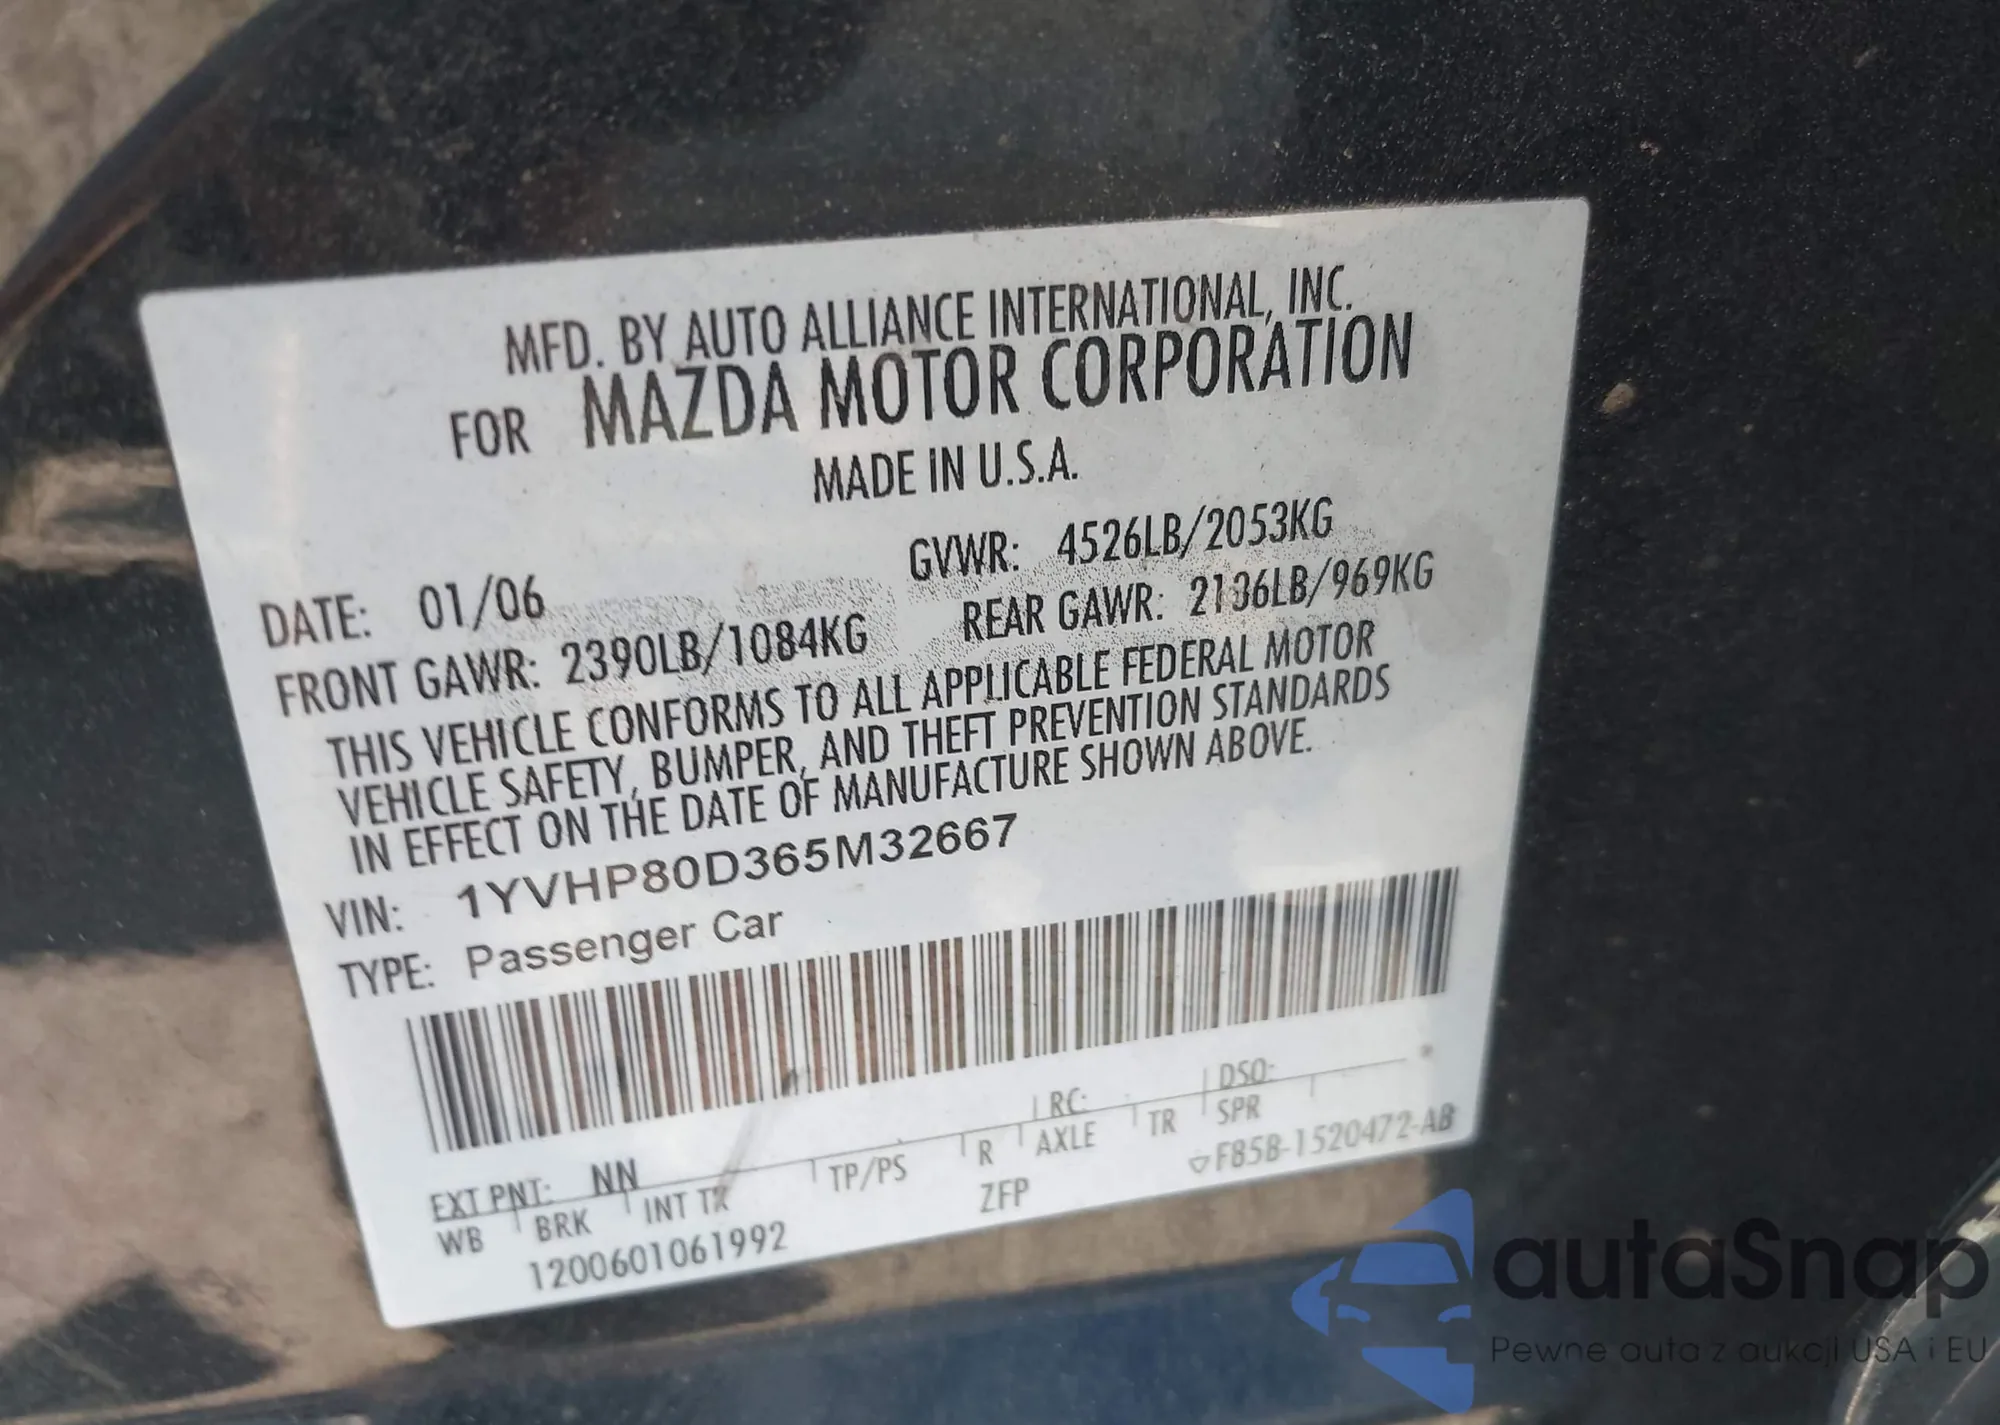 MFD. BY AUTO ALLIANCE INTERNATIONAL, INC.
FOR MAZDA MOTOR CORPORATION
MADE IN U.S.A.
DATE: 01/06 GVWR: 4526LB/2053KG
FRONT GAWR: 2390LB/1084KG REAR GAWR: 2136LB/969KG
THIS VEHICLE CONFORMS TO ALL APPLICABLE FEDERAL MOTOR
VEHICLE SAFETY, BUMPER, AND THEFT PREVENTION STANDARDS
IN EFFECT ON THE DATE OF MANUFACTURE SHOWN ABOVE.
VIN: 1YVHP80D365M32667
TYPE: Passenger Car
EXT PNT: NN RC: DSO:
WB BRK INT TR TP/PS R AXLE TR SPR
1200601061992 ZFP ▽F85B-1520472-AB
autaSnap
Pewne auta z aukcji USA i EU